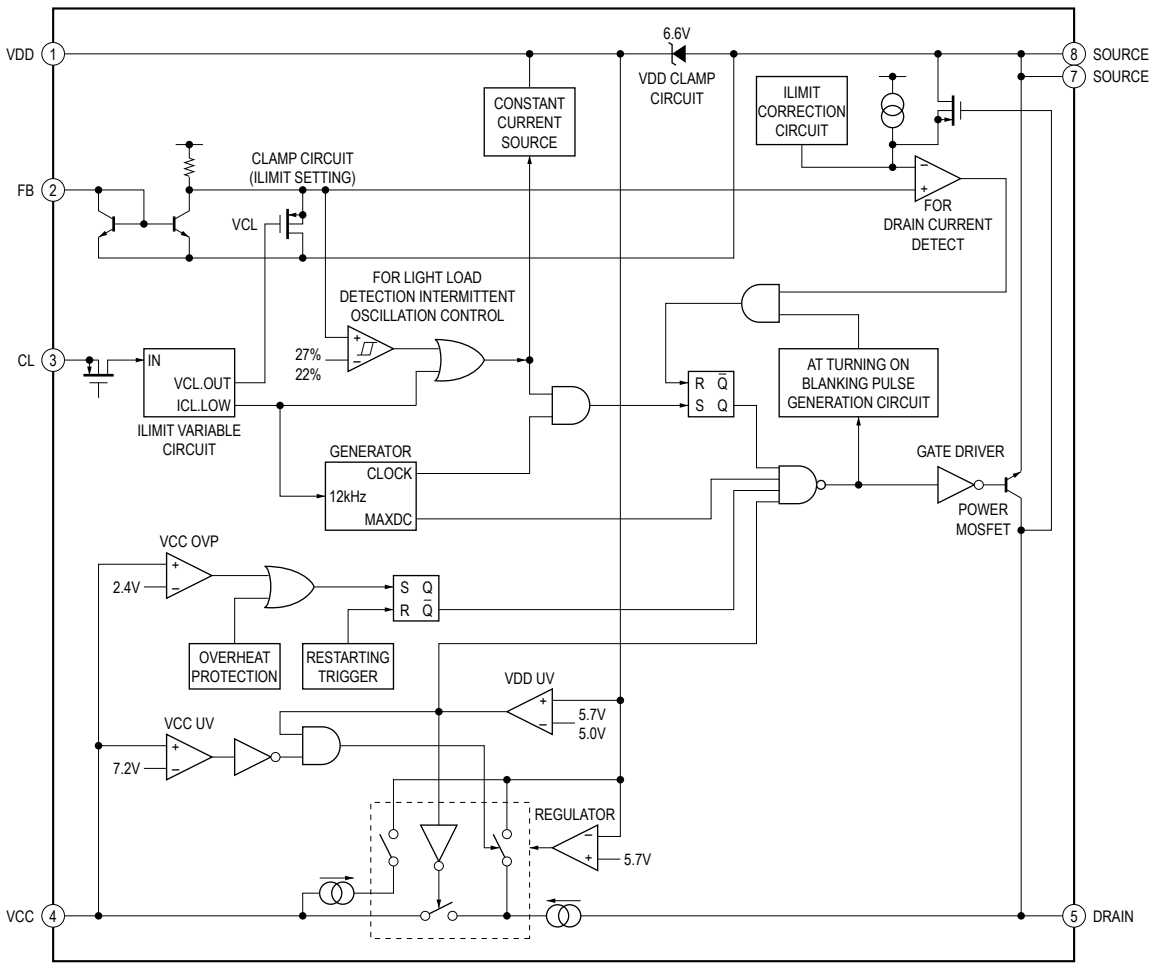 6.6V
VDD 1
8 SOURCE
7 SOURCE
VDD CLAMP
CIRCUIT
CONSTANT
CURRENT
SOURCE
ILIMIT
CORRECTION
CIRCUIT
CLAMP CIRCUIT
(ILIMIT SETTING)
FB 2
−
+
VCL
FOR
DRAIN CURRENT
DETECT
FOR LIGHT LOAD
DETECTION INTERMITTENT
OSCILLATION CONTROL
+
−
27%
22%
CL 3
IN
VCL.OUT
ICL.LOW
ILIMIT VARIABLE
CIRCUIT
R Q̅
S Q
AT TURNING ON
BLANKING PULSE
GENERATION CIRCUIT
GENERATOR
CLOCK
12kHz
MAXDC
GATE DRIVER
POWER
MOSFET
VCC OVP
+
−
2.4V
S Q
R Q̅
OVERHEAT
PROTECTION
RESTARTING
TRIGGER
VDD UV
+
−
5.7V
5.0V
VCC UV
+
−
7.2V
REGULATOR
−
+
5.7V
VCC 4
5 DRAIN